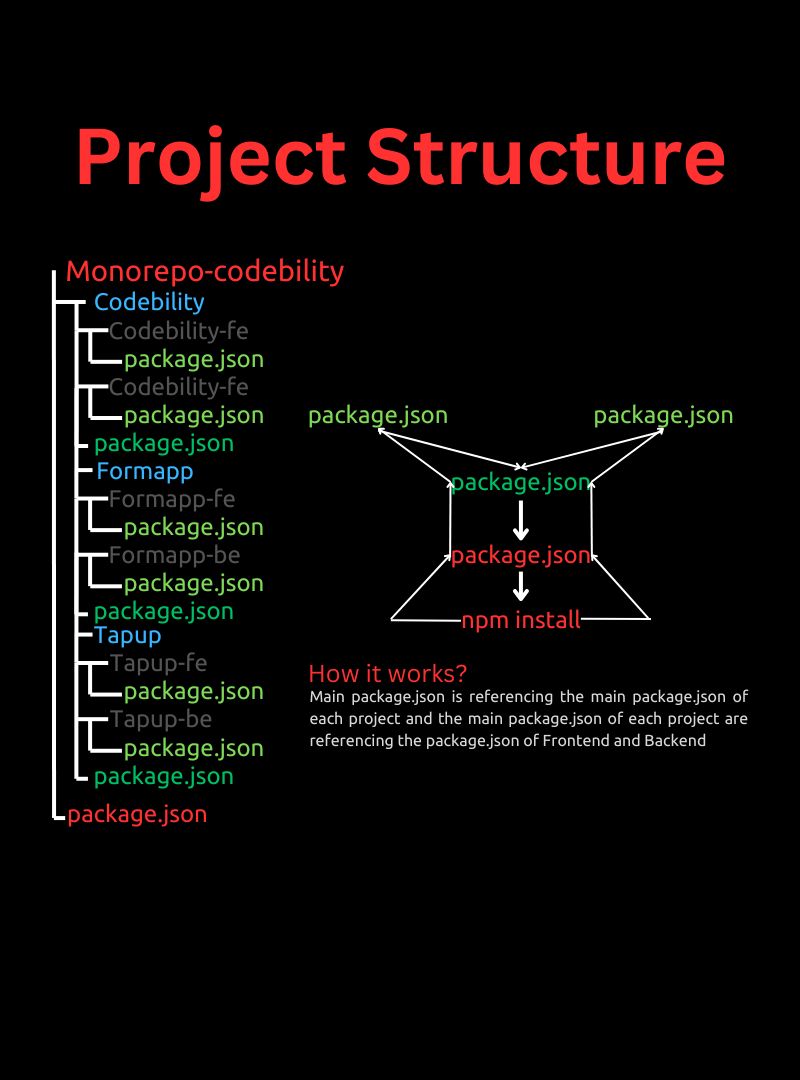 Project Structure
Monorepo-codebility
Codebility
Codebility-fe
package.json
Codebility-fe
package.json
package.json
Formapp
Formapp-fe
package.json
Formapp-be
package.json
package.json
Tapup
Tapup-fe
package.json
Tapup-be
package.json
package.json
package.json
package.json
package.json
package.json
package.json
npm install
How it works?
Main package.json is referencing the main package.json of
each project and the main package.json of each project are
referencing the package.json of Frontend and Backend